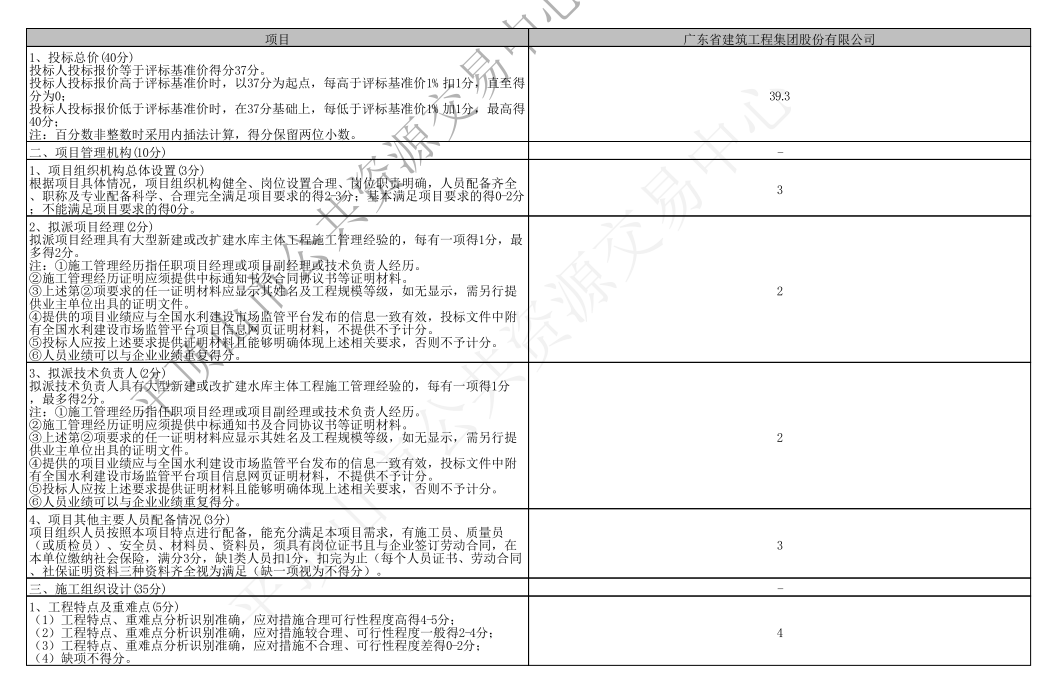 项目
广东省建筑工程集团股份有限公司
1、投标总价(40分)
投标人投标报价等于评标基准价得分37分。
投标人投标报价高于评标基准价时，以37分为起点，每高于评标基准价1% 扣1分，直至得
分为0;
投标人投标报价低于评标基准价时，在37分基础上，每低于评标基准价1% 加1分，最高得
40分;
注：百分数非整数时采用内插法计算，得分保留两位小数。
39.3
二、项目管理机构(10分)
-
1、项目组织机构总体设置(3分)
根据项目具体情况，项目组织机构健全、岗位设置合理、岗位职责明确，人员配备齐全
、职称及专业配备科学、合理完全满足项目要求的得2-3分；基本满足项目要求的得0-2分
；不能满足项目要求的得0分。
3
2、拟派项目经理(2分)
拟派项目经理具有大型新建或改扩建水库主体工程施工管理经验的，每有一项得1分，最
多得2分。
注：①施工管理经历指任职项目经理或项目副经理或技术负责人经历。
②施工管理经历证明应须提供中标通知书及合同协议书等证明材料。
③上述第②项要求的任一证明材料应显示其姓名及工程规模等级，如无显示，需另行提
供业主单位出具的证明文件。
④提供的项目业绩应与全国水利建设市场监管平台发布的信息一致有效，投标文件中附
有全国水利建设市场监管平台项目信息网页证明材料，不提供不予计分。
⑤投标人应按上述要求提供证明材料且能够明确体现上述相关要求，否则不予计分。
⑥人员业绩可以与企业业绩重复得分。
2
3、拟派技术负责人(2分)
拟派技术负责人具有大型新建或改扩建水库主体工程施工管理经验的，每有一项得1分
，最多得2分。
注：①施工管理经历指任职项目经理或项目副经理或技术负责人经历。
②施工管理经历证明应须提供中标通知书及合同协议书等证明材料。
③上述第②项要求的任一证明材料应显示其姓名及工程规模等级，如无显示，需另行提
供业主单位出具的证明文件。
④提供的项目业绩应与全国水利建设市场监管平台发布的信息一致有效，投标文件中附
有全国水利建设市场监管平台项目信息网页证明材料，不提供不予计分。
⑤投标人应按上述要求提供证明材料且能够明确体现上述相关要求，否则不予计分。
⑥人员业绩可以与企业业绩重复得分。
2
4、项目其他主要人员配备情况(3分)
项目组织人员按照本项目特点进行配备，能充分满足本项目需求，有施工员、质量员
（或质检员）、安全员、材料员、资料员，须具有岗位证书且与企业签订劳动合同，在
本单位缴纳社会保险，满分3分，缺1类人员扣1分，扣完为止（每个人员证书、劳动合同
、社保证明资料三种资料齐全视为满足（缺一项视为不得分）。
3
三、施工组织设计(35分)
-
1、工程特点及重难点(5分)
（1）工程特点、重难点分析识别准确，应对措施合理可行性程度高得4-5分;
（2）工程特点、重难点分析识别准确，应对措施较合理、可行性程度一般得2-4分;
（3）工程特点、重难点分析识别准确，应对措施不合理、可行性程度差得0-2分;
（4）缺项不得分。
4
平顶山市公共资源交易中心
平顶山市公共资源交易中心